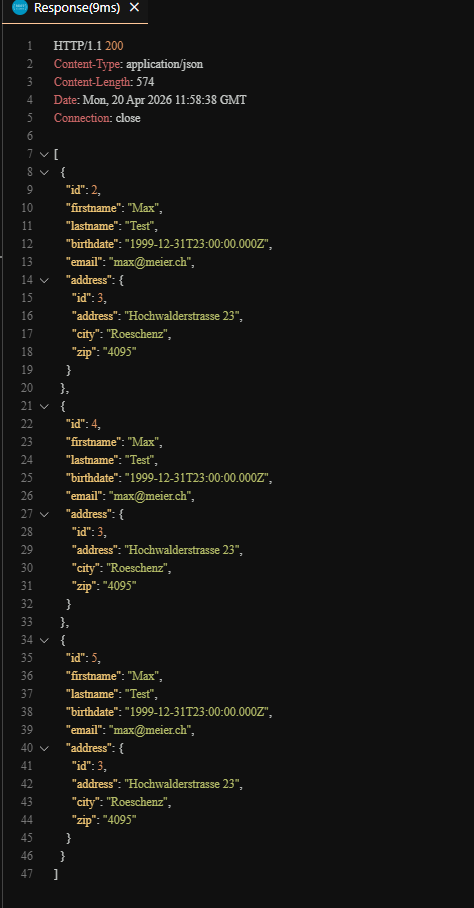 Response(9ms) ×
1 HTTP/1.1 200
2 Content-Type: application/json
3 Content-Length: 574
4 Date: Mon, 20 Apr 2026 11:58:38 GMT
5 Connection: close
6
7 [
8 {
9 "id": 2,
10 "firstname": "Max",
11 "lastname": "Test",
12 "birthdate": "1999-12-31T23:00:00.000Z",
13 "email": "max@meier.ch",
14 "address": {
15 "id": 3,
16 "address": "Hochwalderstrasse 23",
17 "city": "Roeschenz",
18 "zip": "4095"
19 }
20 },
21 {
22 "id": 4,
23 "firstname": "Max",
24 "lastname": "Test",
25 "birthdate": "1999-12-31T23:00:00.000Z",
26 "email": "max@meier.ch",
27 "address": {
28 "id": 3,
29 "address": "Hochwalderstrasse 23",
30 "city": "Roeschenz",
31 "zip": "4095"
32 }
33 },
34 {
35 "id": 5,
36 "firstname": "Max",
37 "lastname": "Test",
38 "birthdate": "1999-12-31T23:00:00.000Z",
39 "email": "max@meier.ch",
40 "address": {
41 "id": 3,
42 "address": "Hochwalderstrasse 23",
43 "city": "Roeschenz",
44 "zip": "4095"
45 }
46 }
47 ]